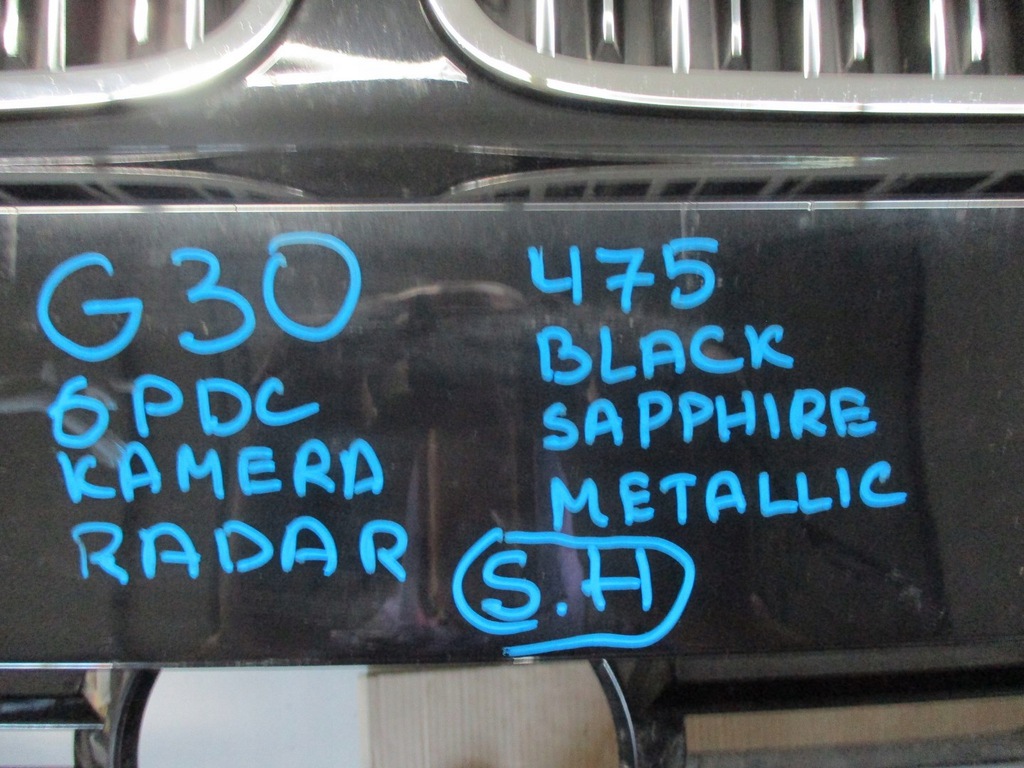 G30
6PDC
KAMERA
RADAR
475
BLACK
SAPPHIRE
METALLIC
S.H